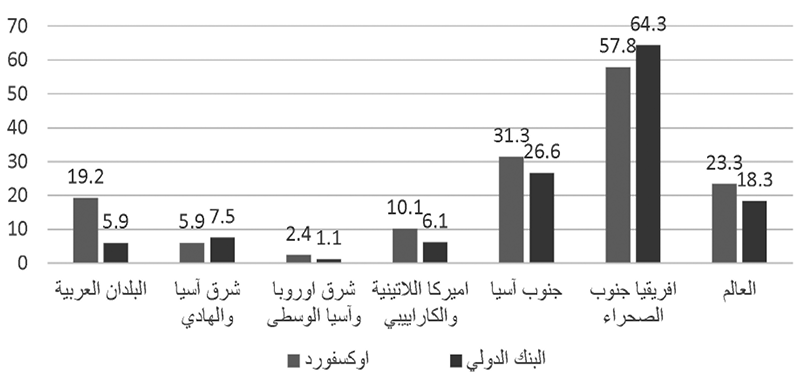 70
60
50
40
30
20
10
0
19.2
5.9
5.9
7.5
2.4
1.1
10.1
6.1
31.3
26.6
57.8
64.3
23.3
18.3
البلدان العربية
شرق آسيا
والهادي
شرق اوروبا
وآسيا الوسطى
اميركا اللاتينية
والكاراييبي
جنوب آسيا
افريقيا جنوب
الصحراء
العالم
اوكسفورد
البنك الدولي